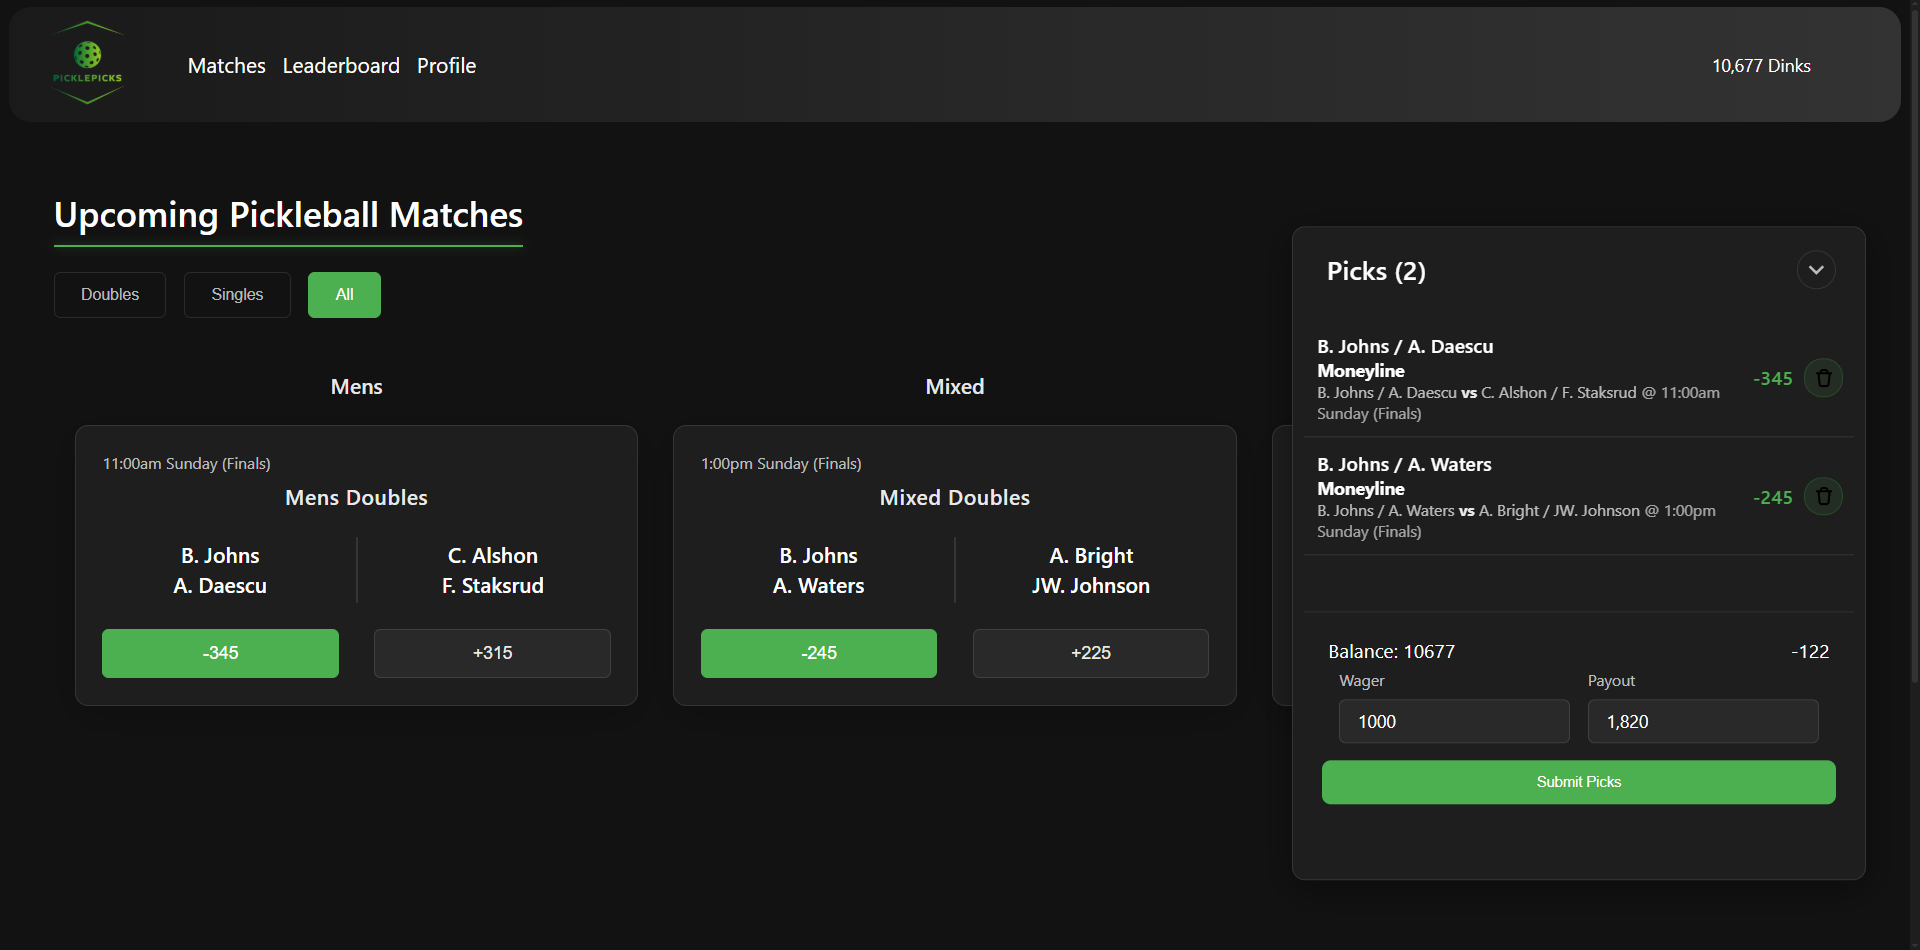 PICKLEPICKS
Matches Leaderboard Profile
10,677 Dinks
Upcoming Pickleball Matches
Doubles
Singles
All
Mens
11:00am Sunday (Finals)
Mens Doubles
B. Johns
A. Daescu
C. Alshon
F. Staksrud
-345
+315
Mixed
1:00pm Sunday (Finals)
Mixed Doubles
B. Johns
A. Waters
A. Bright
JW. Johnson
-245
+225
Picks (2)
B. Johns / A. Daescu
Moneyline
B. Johns / A. Daescu vs C. Alshon / F. Staksrud @ 11:00am
Sunday (Finals)
-345
B. Johns / A. Waters
Moneyline
B. Johns / A. Waters vs A. Bright / JW. Johnson @ 1:00pm
Sunday (Finals)
-245
Balance: 10677
-122
Wager
Payout
1000
1,820
Submit Picks